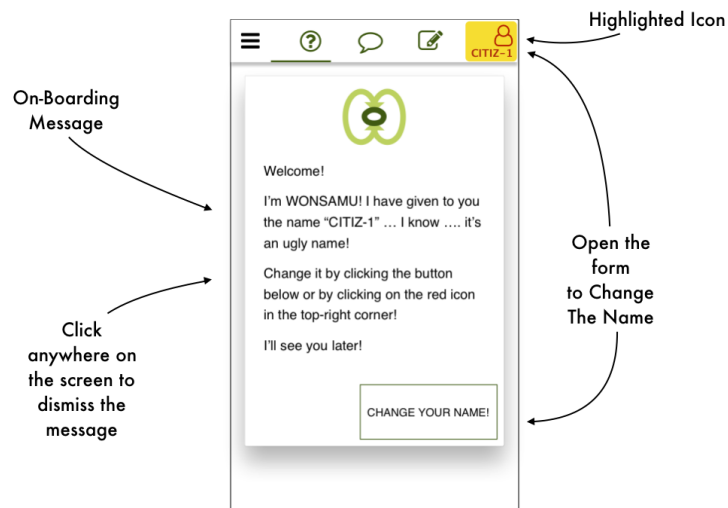 Highlighted Icon
CITIZ-1
On-Boarding
Message
Welcome!
I'm WONSAMU! I have given to you
the name “CITIZ-1” … I know …. it's
an ugly name!
Change it by clicking the button
below or by clicking on the red icon
in the top-right corner!
I'll see you later!
CHANGE YOUR NAME!
Click
anywhere on
the screen to
dismiss the
message
Open the
form
to Change
The Name